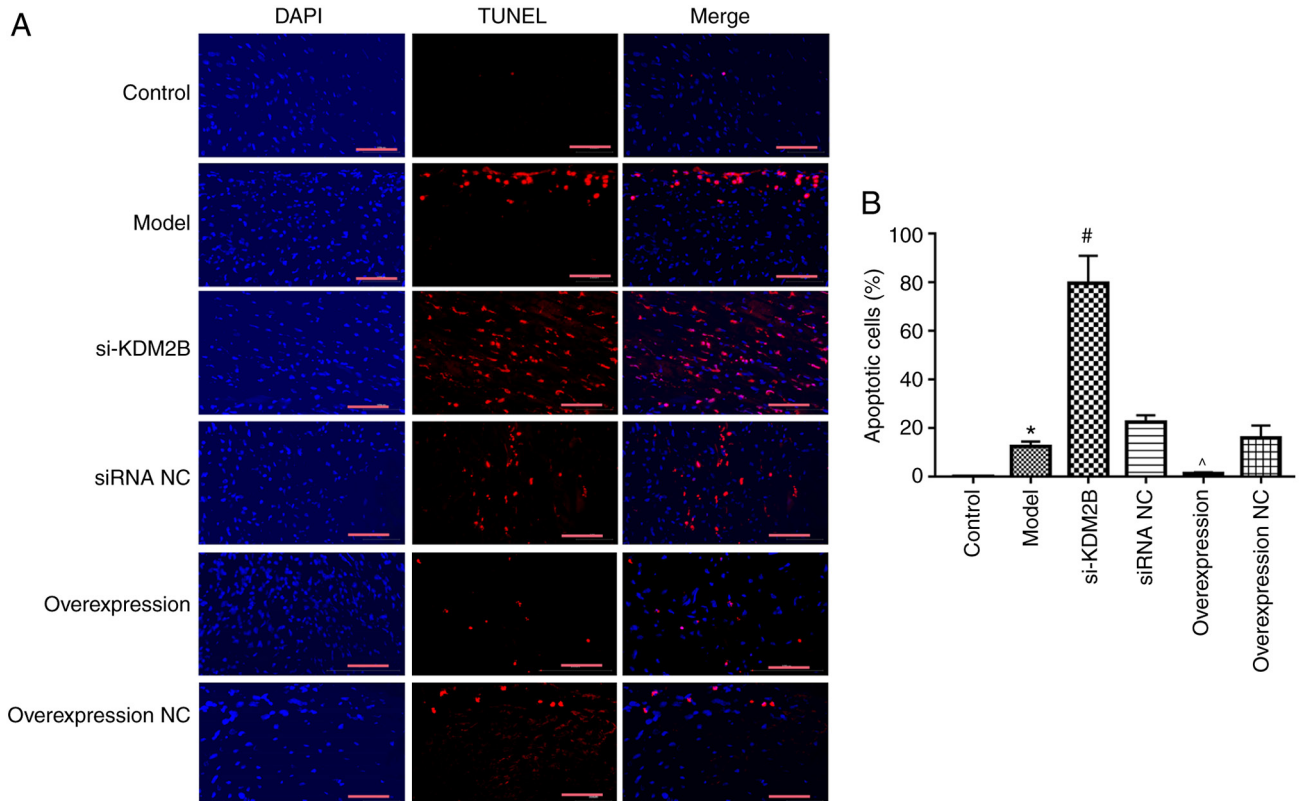 A
DAPI TUNEL Merge
Control
Model
si-KDM2B
siRNA NC
Overexpression
Overexpression NC
B
Apoptotic cells (%)
100
80
60
40
20
0
*
#
^
Control
Model
si-KDM2B
siRNA NC
Overexpression
Overexpression NC